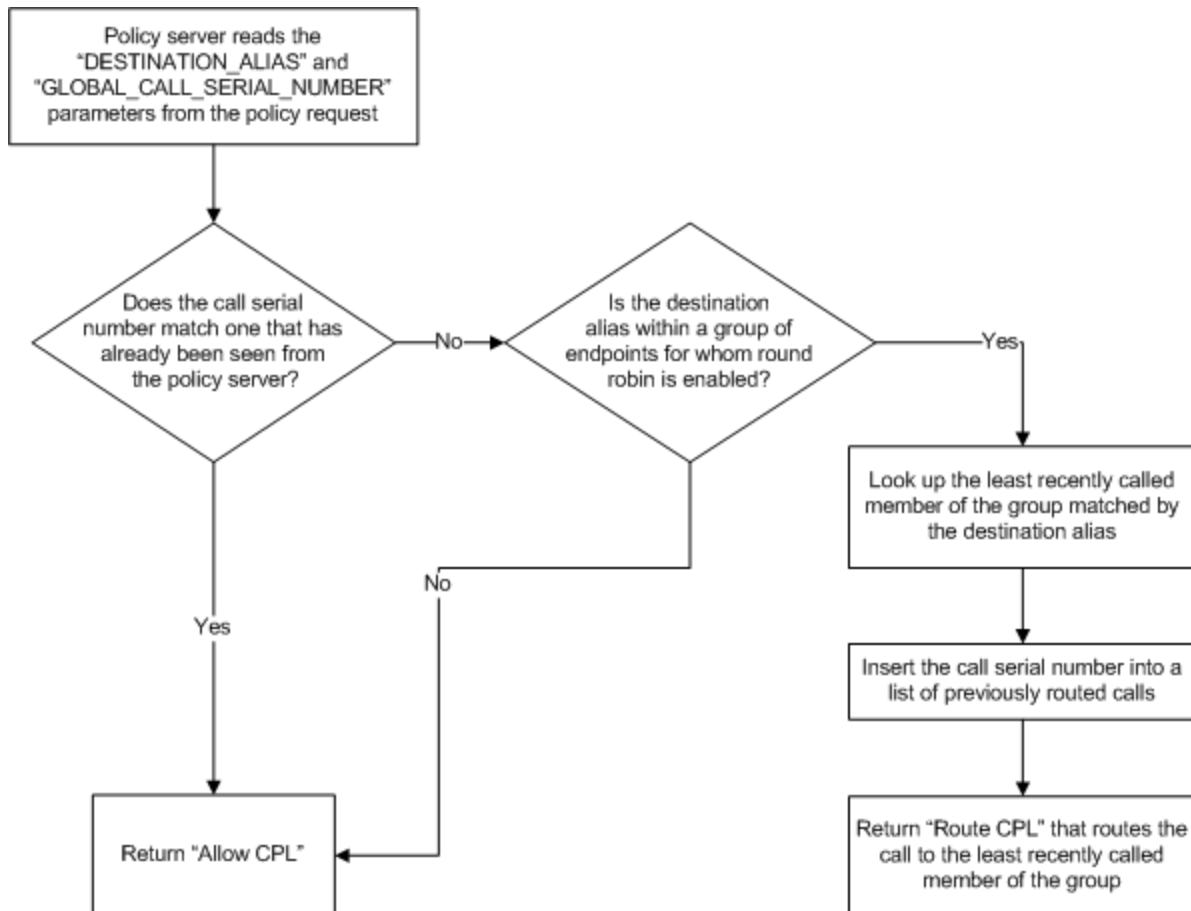 Policy server reads the
“DESTINATION_ALIAS” and
“GLOBAL_CALL_SERIAL_NUMBER”
parameters from the policy request
Does the call serial
number match one that has
already been seen from
the policy server?
No
Is the destination
alias within a group of
endpoints for whom round
robin is enabled?
Yes
Look up the least recently called
member of the group matched by
the destination alias
No
Yes
Insert the call serial number into a
list of previously routed calls
Return “Allow CPL”
Return “Route CPL” that routes the
call to the least recently called
member of the group